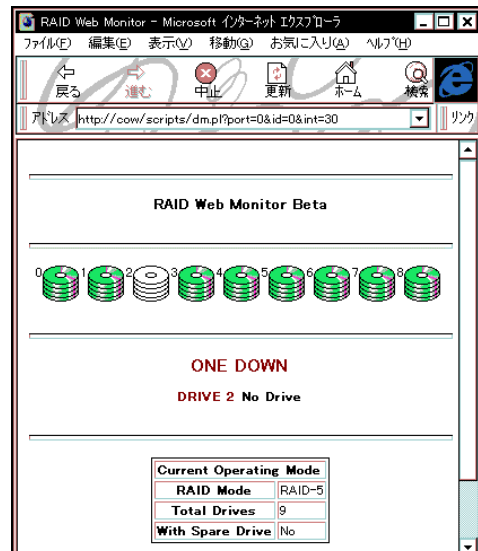 RAID Web Monitor - Microsoft インターネット エクスプローラ
ファイル(F) 編集(E) 表示(V) 移動(G) お気に入り(A) ヘルプ(H)
戻る 進む 中止 更新 ホーム 検索
アドレス http://cow/scripts/dm.pl?port=0&id=0&int=30 リンク
RAID Web Monitor Beta
0 1 2 3 4 5 6 7 8
ONE DOWN
DRIVE 2 No Drive
Current Operating Mode
RAID Mode RAID-5
Total Drives 9
With Spare Drive No